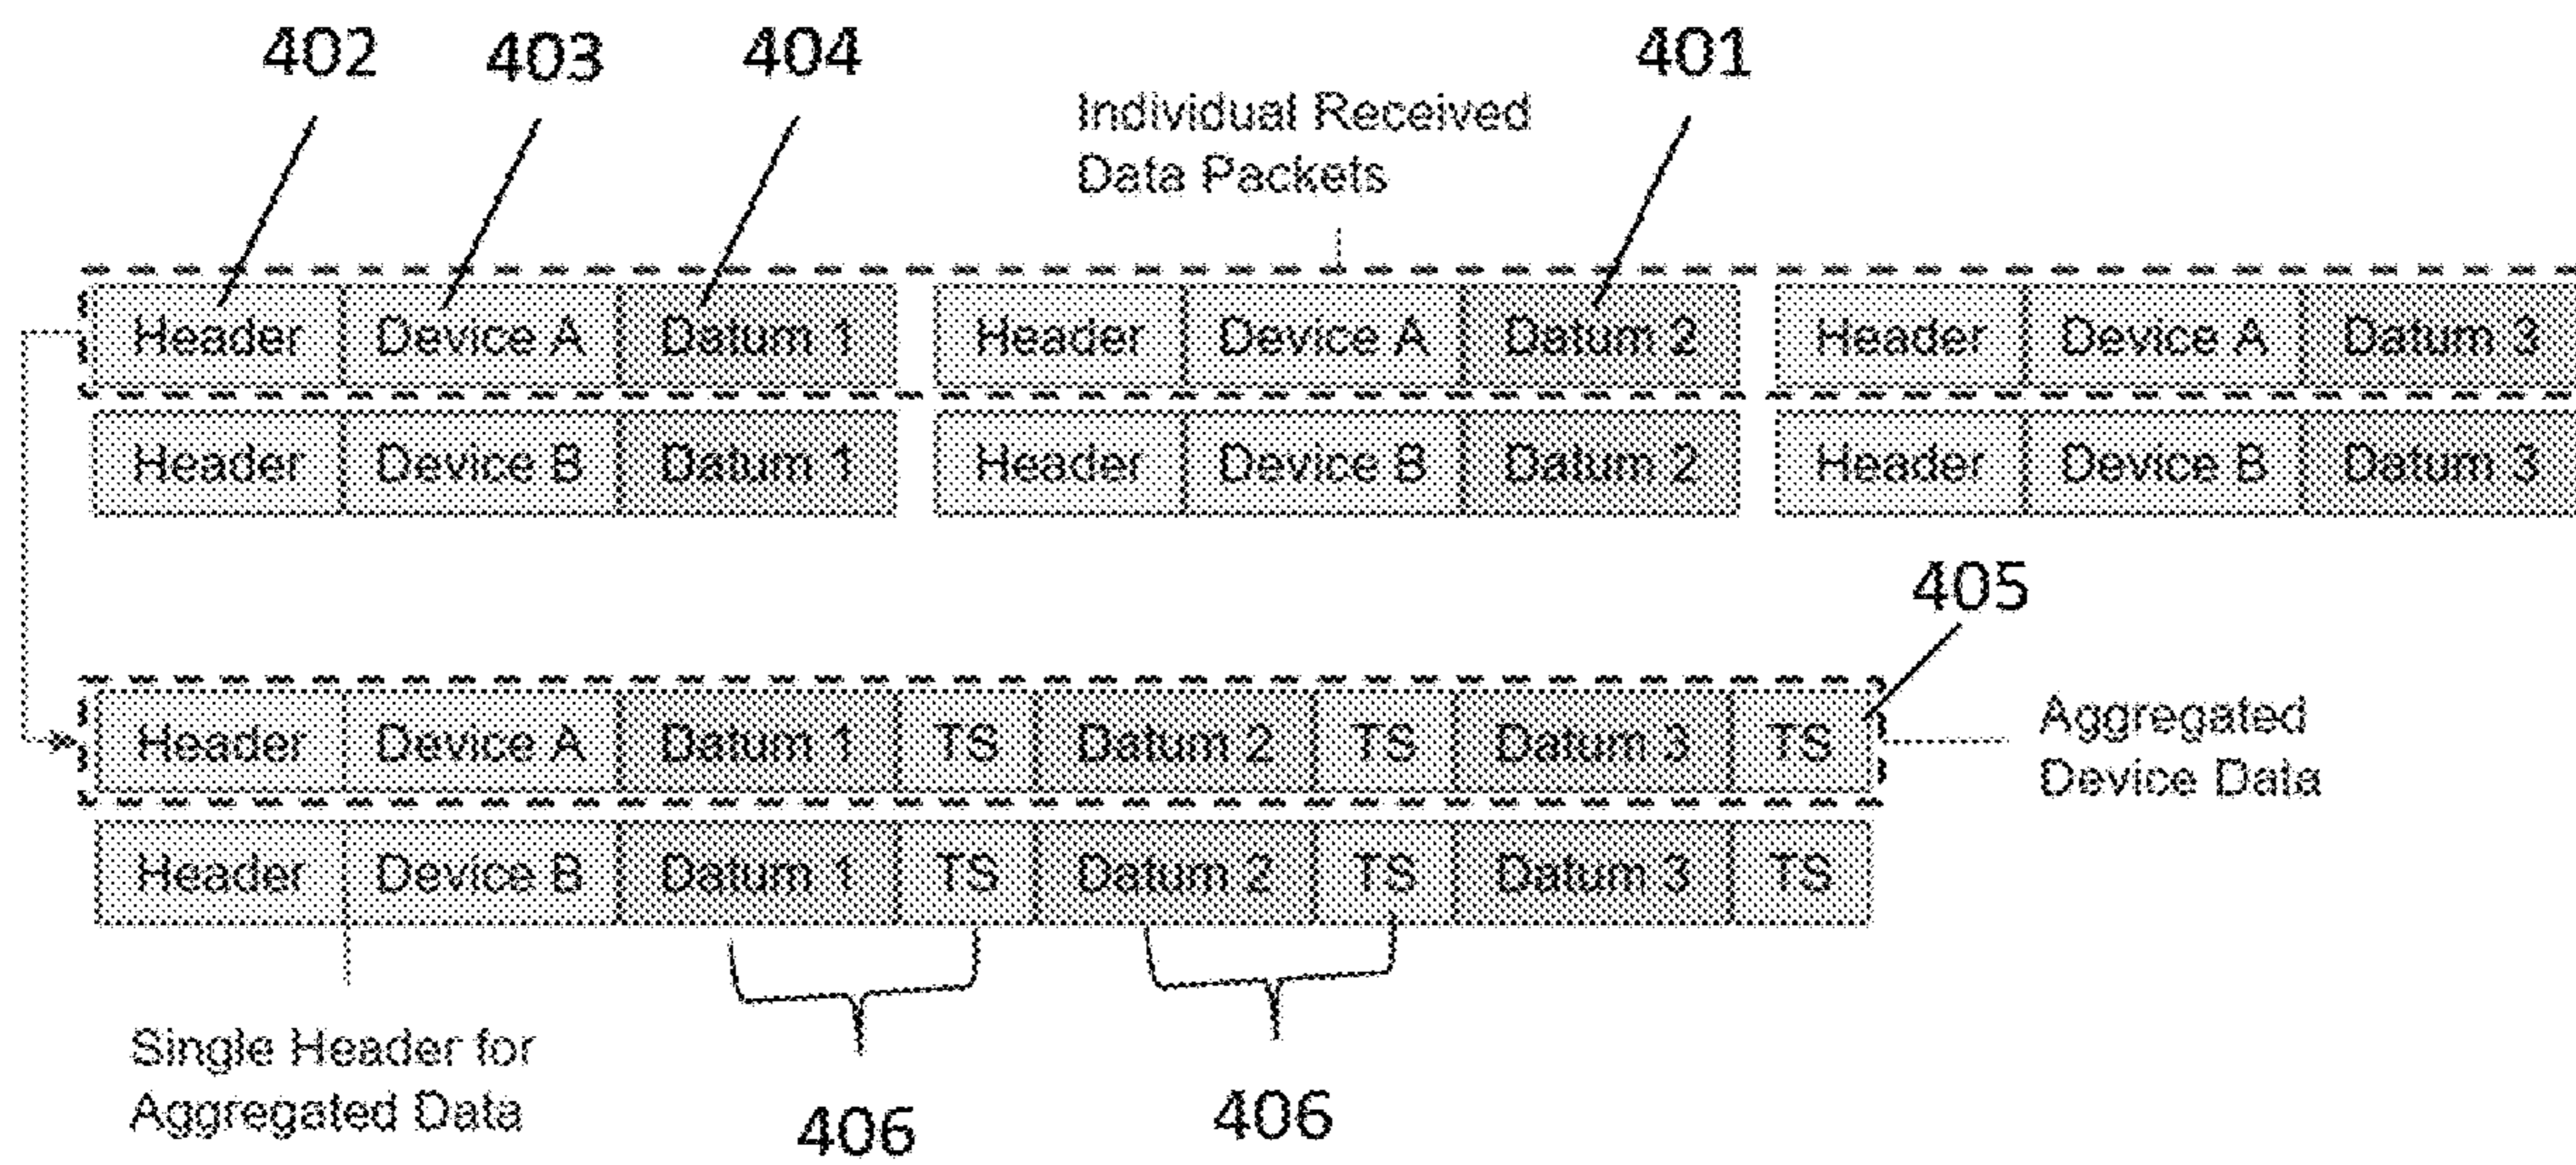 402 403 404 401
Individual Received
Data Packets
Header Device A Datum 1 Header Device A Datum 2 Header Device A Datum 3
Header Device B Datum 1 Header Device B Datum 2 Header Device B Datum 3
405
Header Device A Datum 1 TS Datum 2 TS Datum 3 TS
Aggregated
Device Data
Header Device B Datum 1 TS Datum 2 TS Datum 3 TS
Single Header for
Aggregated Data
406 406